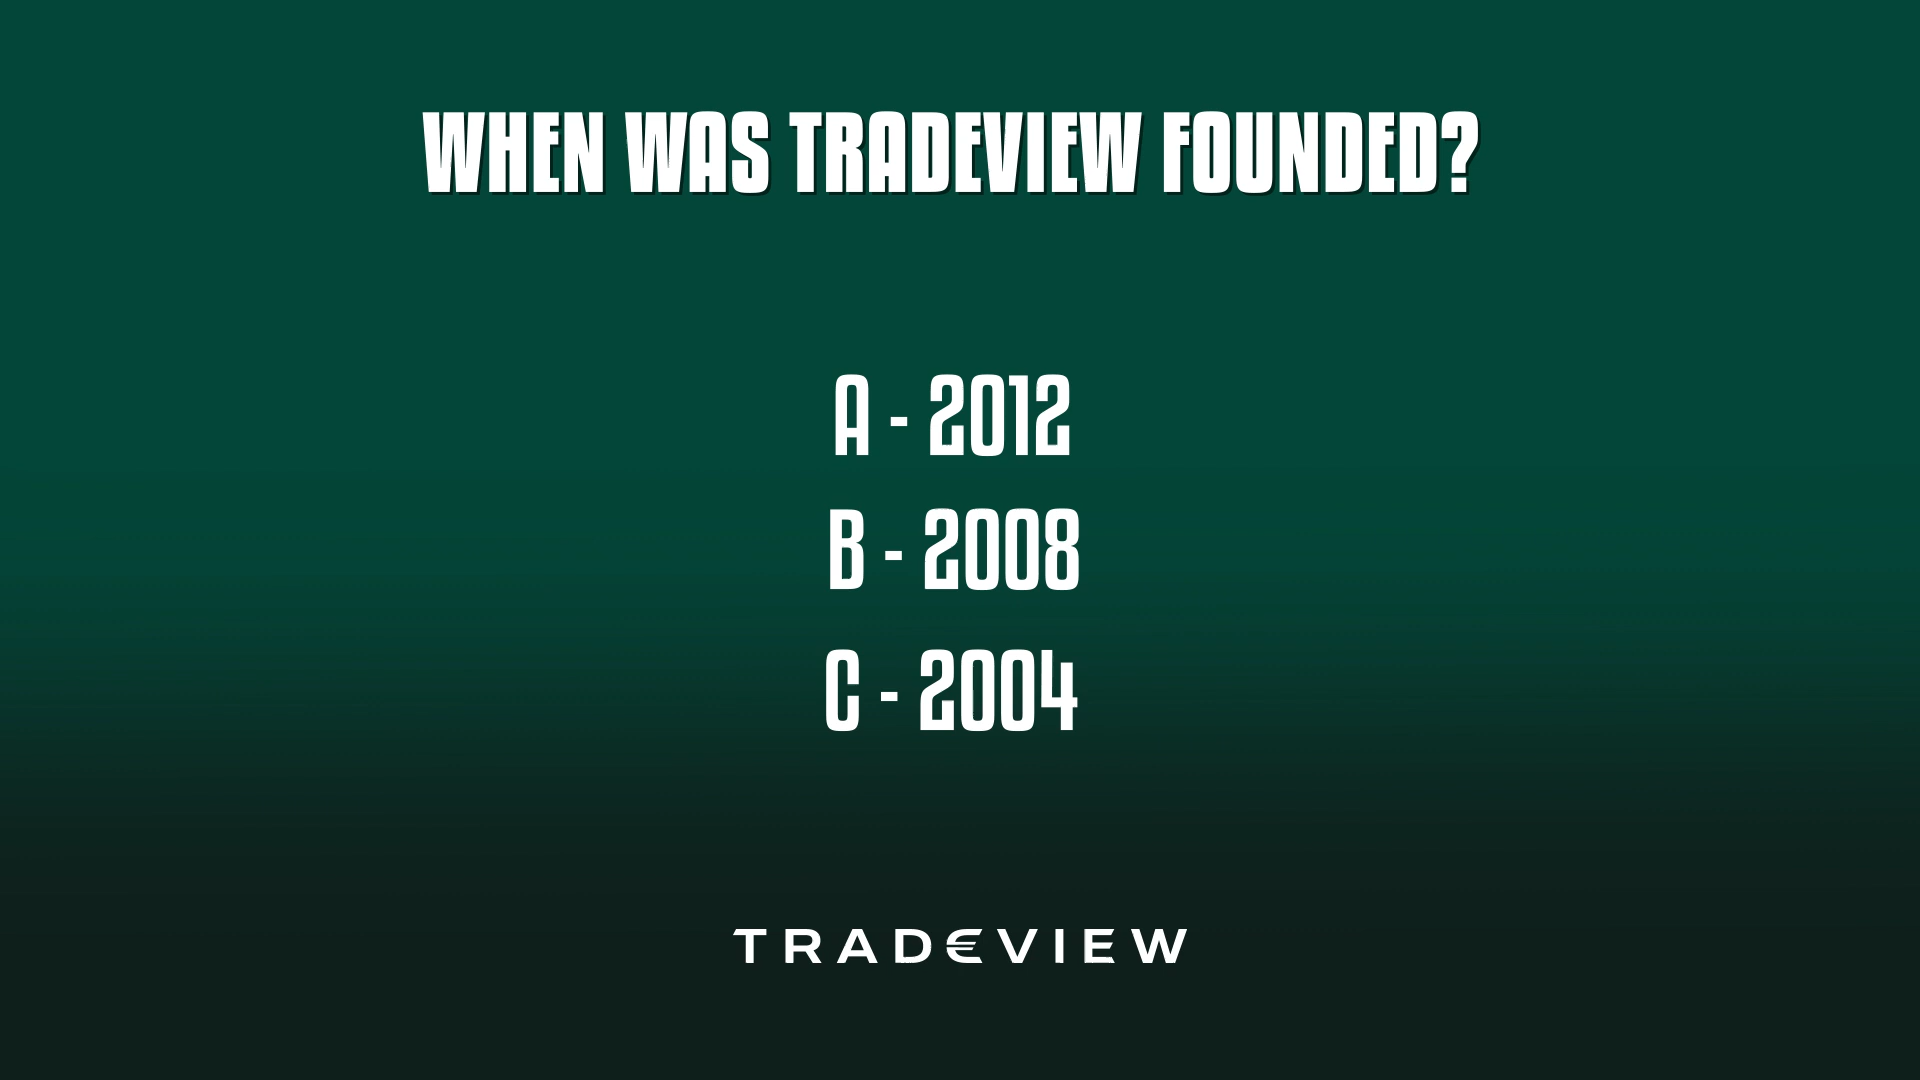 WHEN WAS TRADEVIEW FOUNDED?
A - 2012
B - 2008
C - 2004
TRADEVIEW